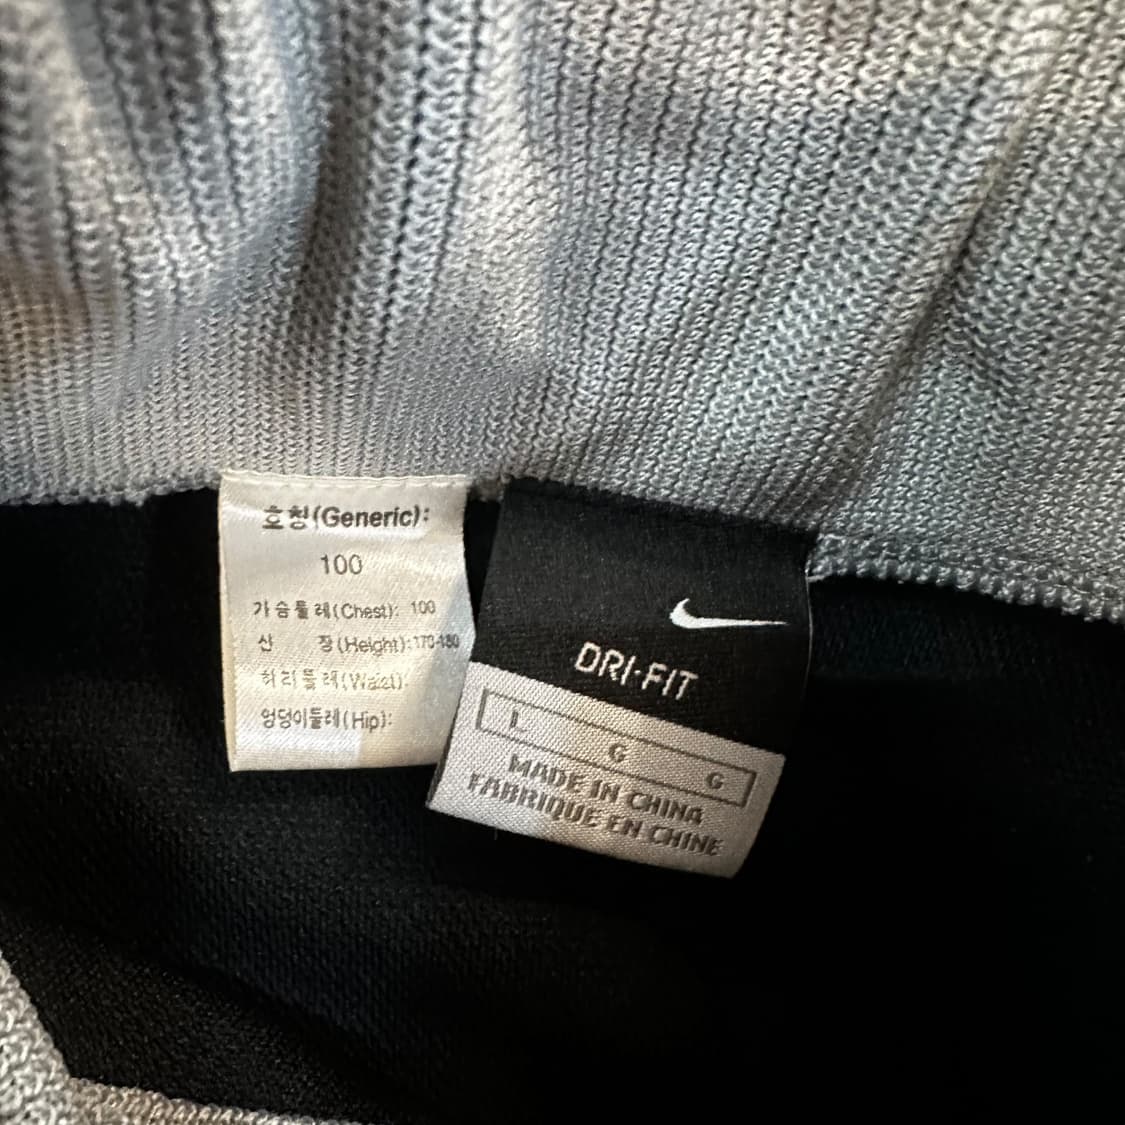 호칭(Generic):
100
가슴둘레(Chest): 100
신 장(Height):170-180
허리둘레(Waist):
엉덩이둘레(Hip):
DRI-FIT
L G G
MADE IN CHINA
FABRIQUE EN CHINE